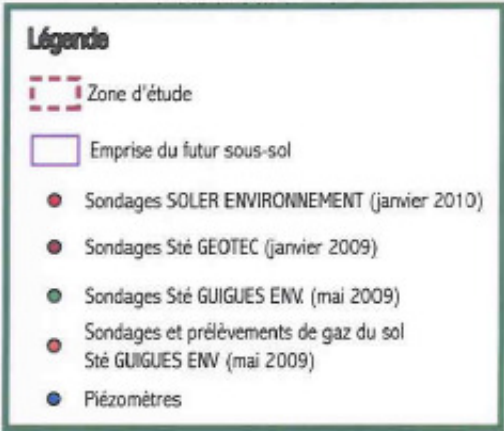 Légende
Zone d'étude
Emprise du futur sous-sol
Sondages SOLER ENVIRONNEMENT (janvier 2010)
Sondages Sté GEOTEC (janvier 2009)
Sondages Sté GUIGUES ENV. (mai 2009)
Sondages et prélèvements de gaz du sol
Sté GUIGUES ENV (mai 2009)
Piézomètres